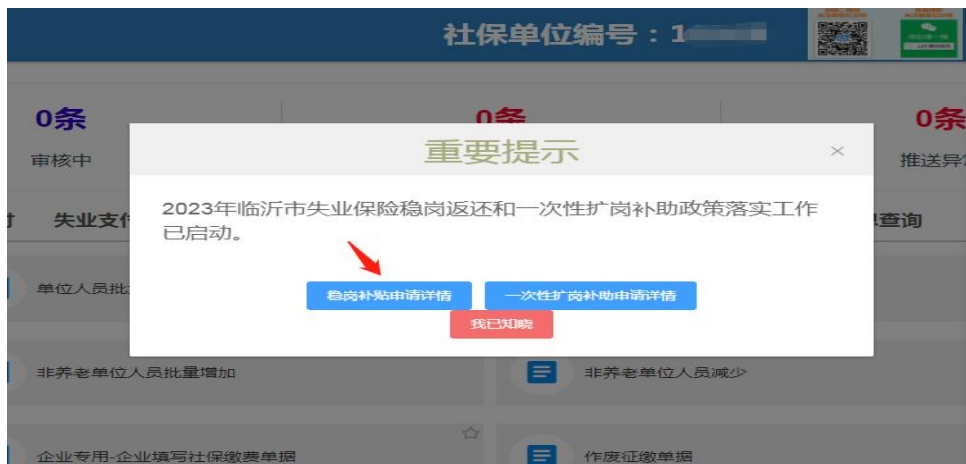 社保单位编号：1
0条
0条
0条
审核中
推送异常
重要提示
×
2023年临沂市失业保险稳岗返还和一次性扩岗补助政策落实工作
已启动。
失业支付
查询
稳岗补贴申请详情
一次性扩岗补助申请详情
我已知晓
单位人员批
非养老单位人员批量增加
非养老单位人员减少
企业专用-企业填写社保缴费单据
作废征缴单据